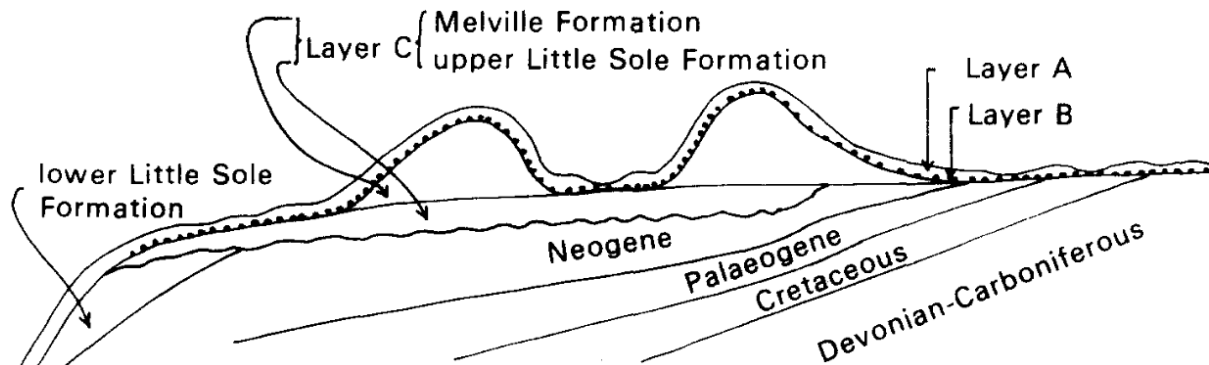 Layer C
Melville Formation
upper Little Sole Formation
Layer A
Layer B
lower Little Sole
Formation
Neogene
Palaeogene
Cretaceous
Devonian-Carboniferous